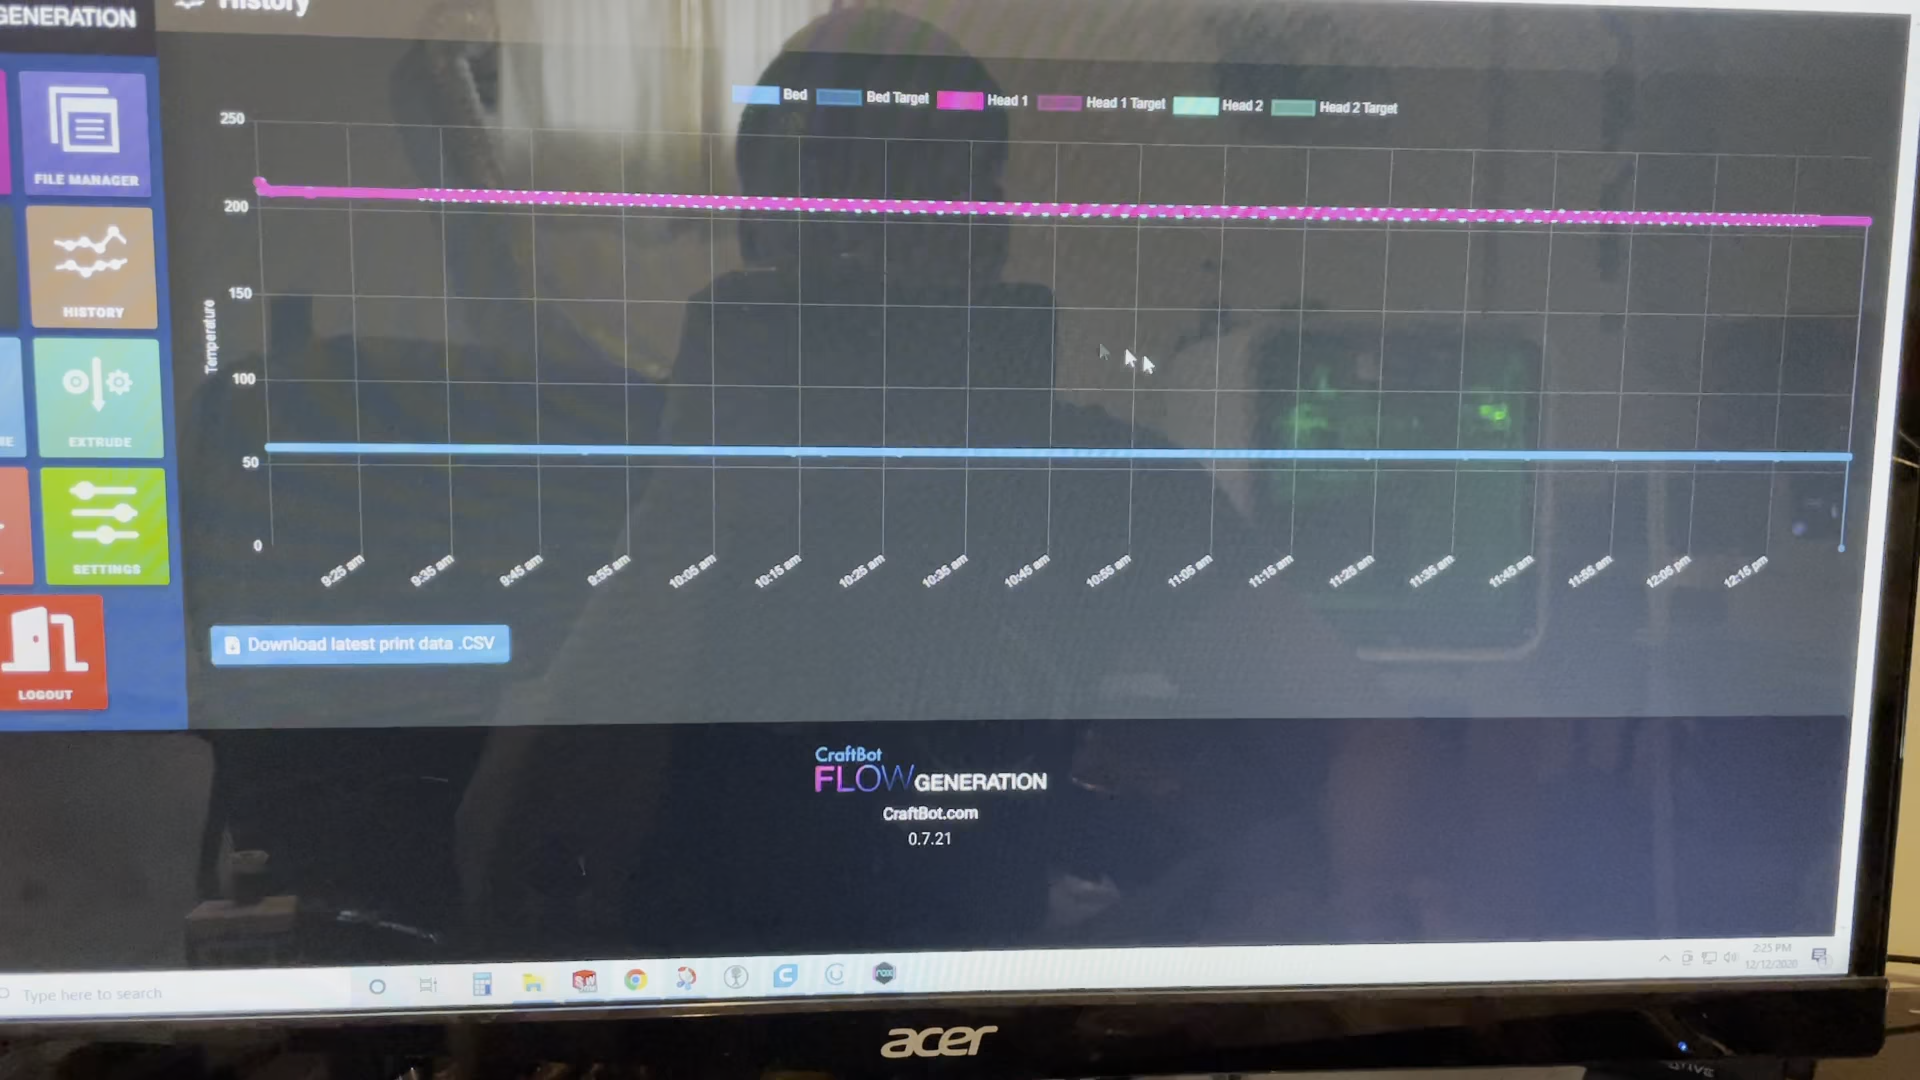 GENERATION
History
FILE MANAGER
HISTORY
EXTRUDE
SETTINGS
LOGOUT
Bed
Bed Target
Head 1
Head 1 Target
Head 2
Head 2 Target
Temperature
250
200
150
100
50
0
9:25 am
9:35 am
9:45 am
9:55 am
10:05 am
10:15 am
10:25 am
10:35 am
10:45 am
10:55 am
11:05 am
11:15 am
11:25 am
11:35 am
11:45 am
11:55 am
12:05 pm
12:15 pm
Download latest print data .CSV
CraftBot
FLOW GENERATION
CraftBot.com
0.7.21
Type here to search
2:25 PM
12/12/2020
acer